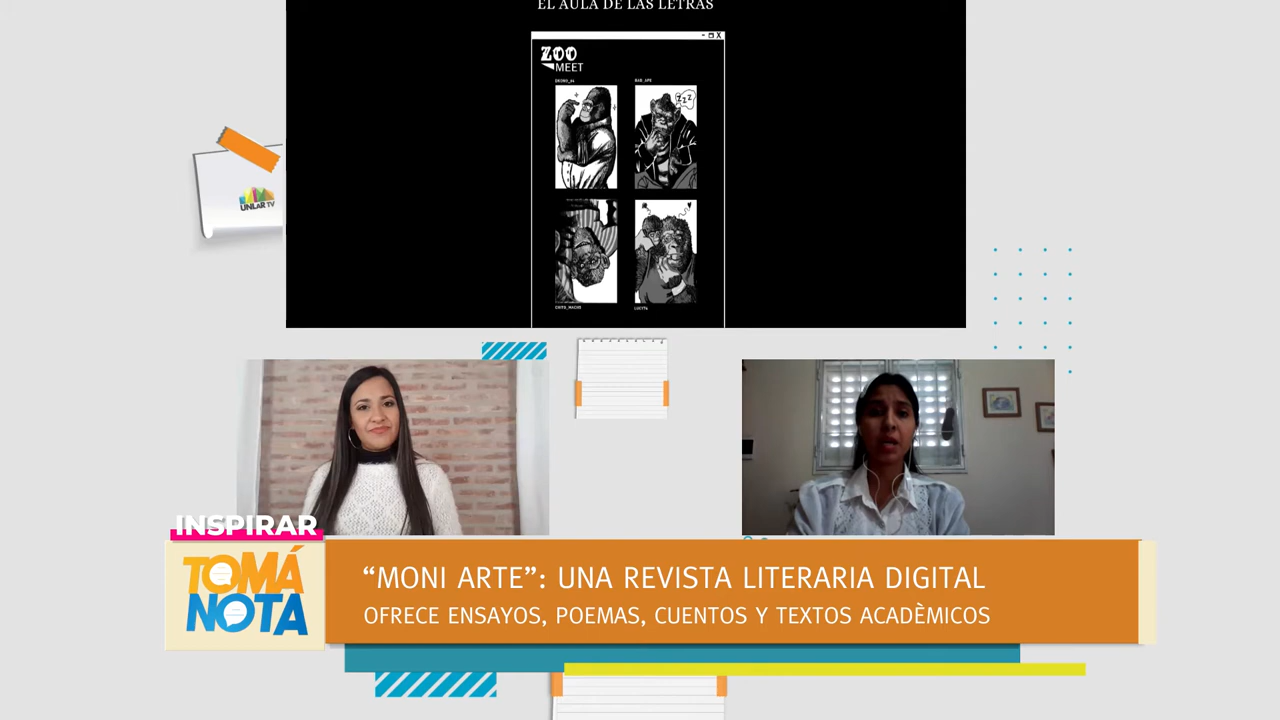 EL AULA DE LAS LETRAS
ZOO
MEET
UNLAR TV
INSPIRAR
TOMÁ
NOTA
“MONI ARTE”: UNA REVISTA LITERARIA DIGITAL
OFRECE ENSAYOS, POEMAS, CUENTOS Y TEXTOS ACADÈMICOS